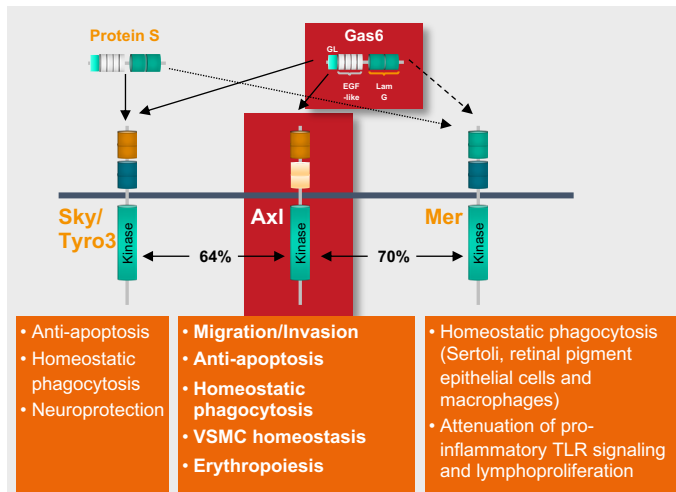 Protein S
Gas6
GL
EGF
-like
Lam
G
Sky/
Tyro3
Axl
Mer
Kinase
64%
Kinase
70%
Kinase
• Anti-apoptosis
• Homeostatic
phagocytosis
• Neuroprotection
• Migration/Invasion
• Anti-apoptosis
• Homeostatic
phagocytosis
• VSMC homeostasis
• Erythropoiesis
• Homeostatic phagocytosis
(Sertoli, retinal pigment
epithelial cells and
macrophages)
• Attenuation of pro-
inflammatory TLR signaling
and lymphoproliferation